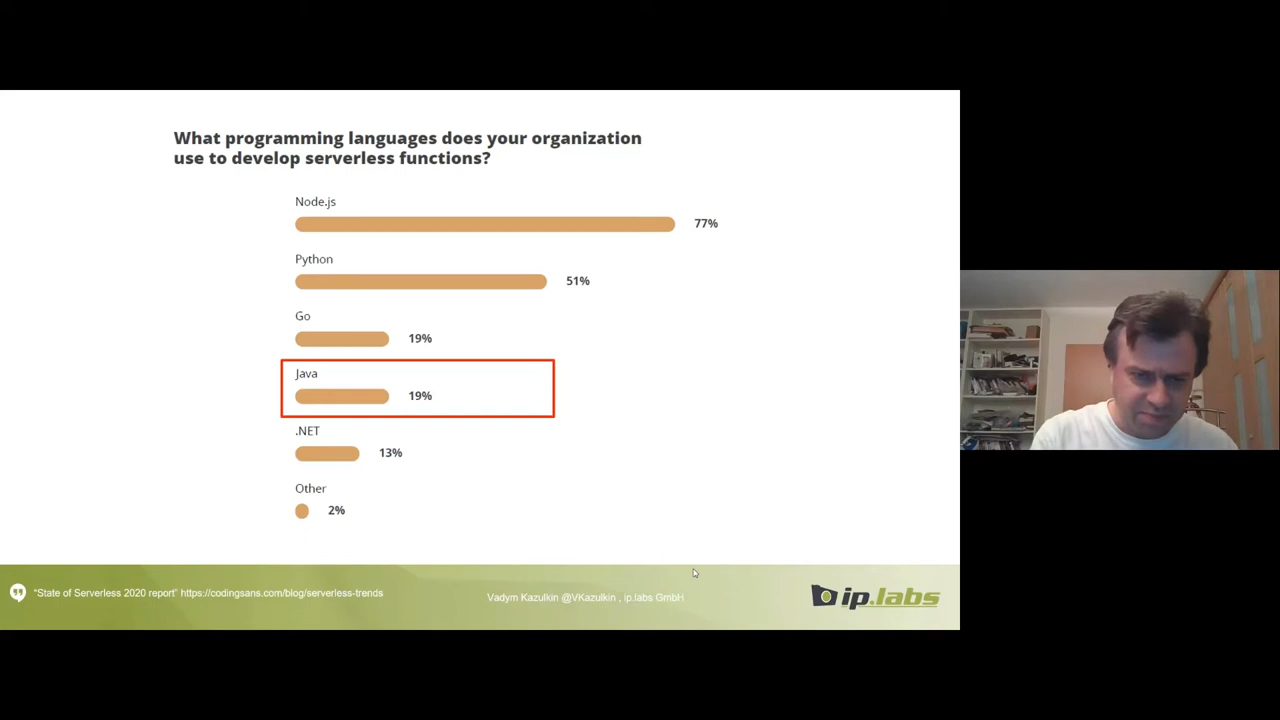 What programming languages does your organization
use to develop serverless functions?
Node.js
77%
Python
51%
Go
19%
Java
19%
.NET
13%
Other
2%
"State of Serverless 2020 report" https://codingsans.com/blog/serverless-trends
Vadym Kazulkin @VKazulkin , ip.labs GmbH
ip.labs